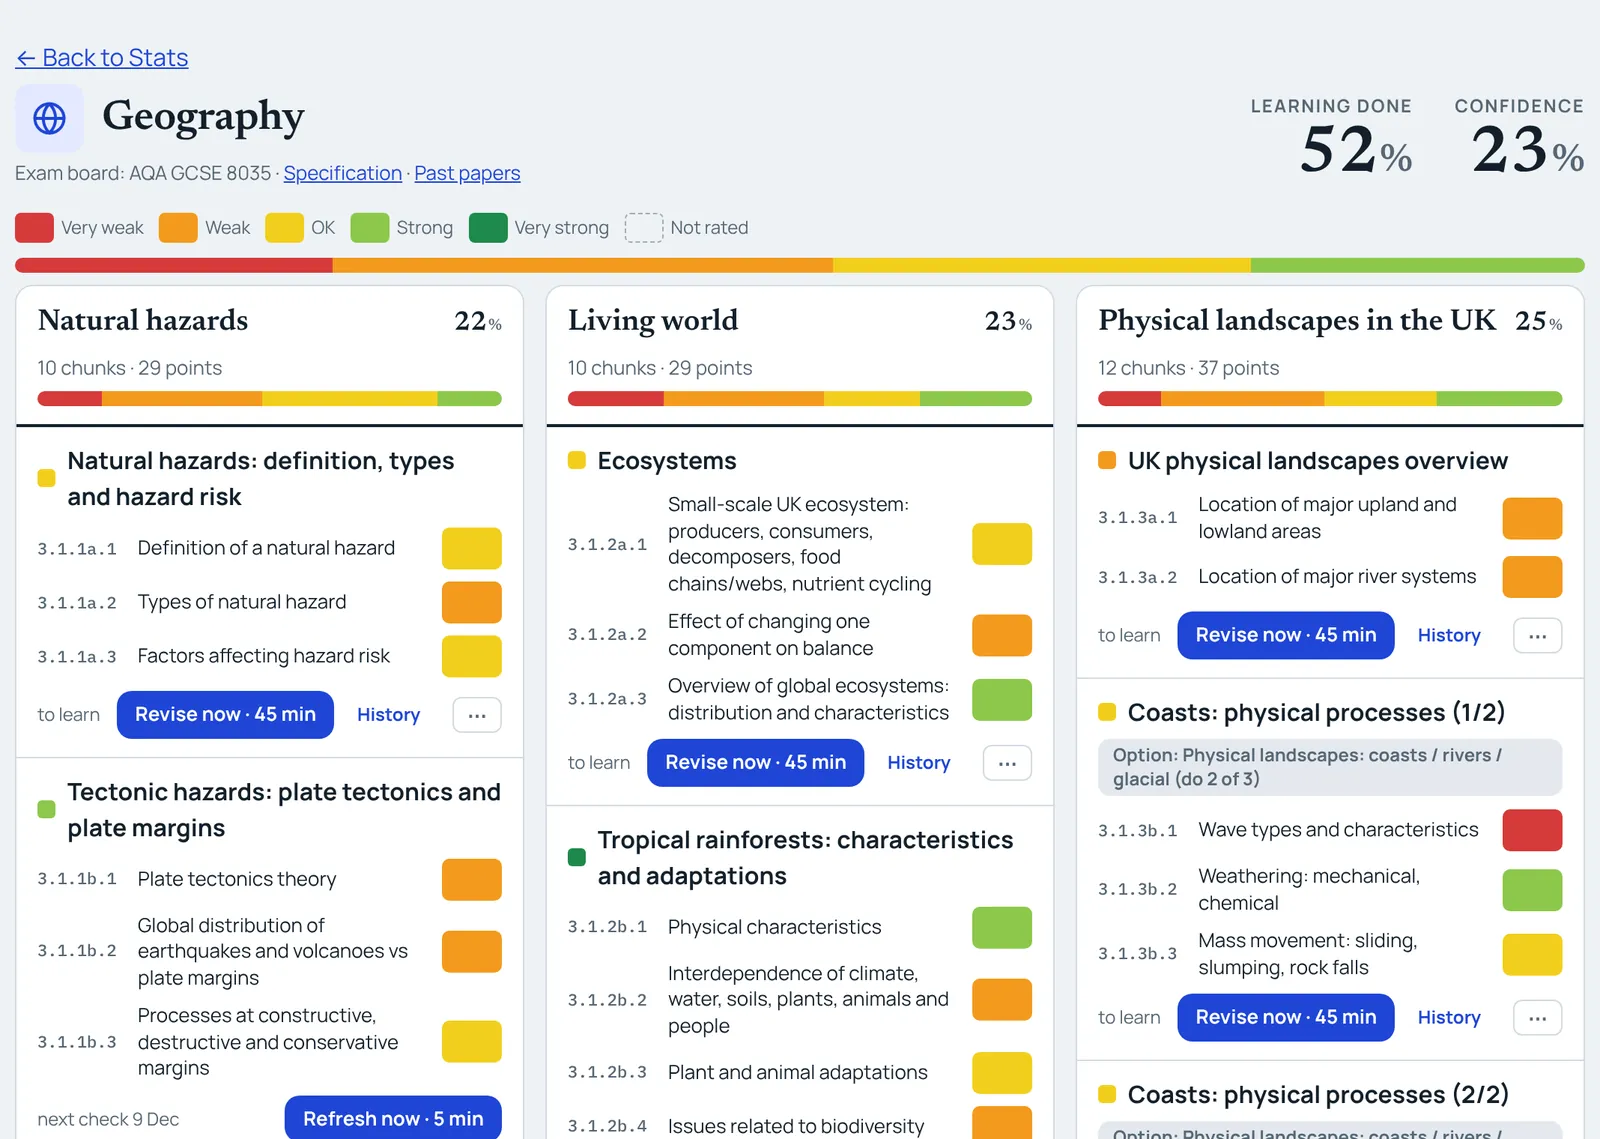 ← Back to Stats
Geography
Exam board: AQA GCSE 8035 · Specification · Past papers
LEARNING DONE
52%
CONFIDENCE
23%
Very weak
Weak
OK
Strong
Very strong
Not rated
Natural hazards
22%
10 chunks · 29 points
Natural hazards: definition, types
and hazard risk
3.1.1a.1 Definition of a natural hazard
3.1.1a.2 Types of natural hazard
3.1.1a.3 Factors affecting hazard risk
to learn
Revise now · 45 min
History
...
Tectonic hazards: plate tectonics and
plate margins
3.1.1b.1 Plate tectonics theory
3.1.1b.2 Global distribution of
earthquakes and volcanoes vs
plate margins
3.1.1b.3 Processes at constructive,
destructive and conservative
margins
next check 9 Dec
Refresh now · 5 min
Living world
23%
10 chunks · 29 points
Ecosystems
3.1.2a.1 Small-scale UK ecosystem:
producers, consumers,
decomposers, food
chains/webs, nutrient cycling
3.1.2a.2 Effect of changing one
component on balance
3.1.2a.3 Overview of global ecosystems:
distribution and characteristics
to learn
Revise now · 45 min
History
...
Tropical rainforests: characteristics
and adaptations
3.1.2b.1 Physical characteristics
3.1.2b.2 Interdependence of climate,
water, soils, plants, animals and
people
3.1.2b.3 Plant and animal adaptations
3.1.2b.4 Issues related to biodiversity
Physical landscapes in the UK
25%
12 chunks · 37 points
UK physical landscapes overview
3.1.3a.1 Location of major upland and
lowland areas
3.1.3a.2 Location of major river systems
to learn
Revise now · 45 min
History
...
Coasts: physical processes (1/2)
Option: Physical landscapes: coasts / rivers /
glacial (do 2 of 3)
3.1.3b.1 Wave types and characteristics
3.1.3b.2 Weathering: mechanical,
chemical
3.1.3b.3 Mass movement: sliding,
slumping, rock falls
to learn
Revise now · 45 min
History
...
Coasts: physical processes (2/2)
Option: Physical landscapes: coasts / rivers /